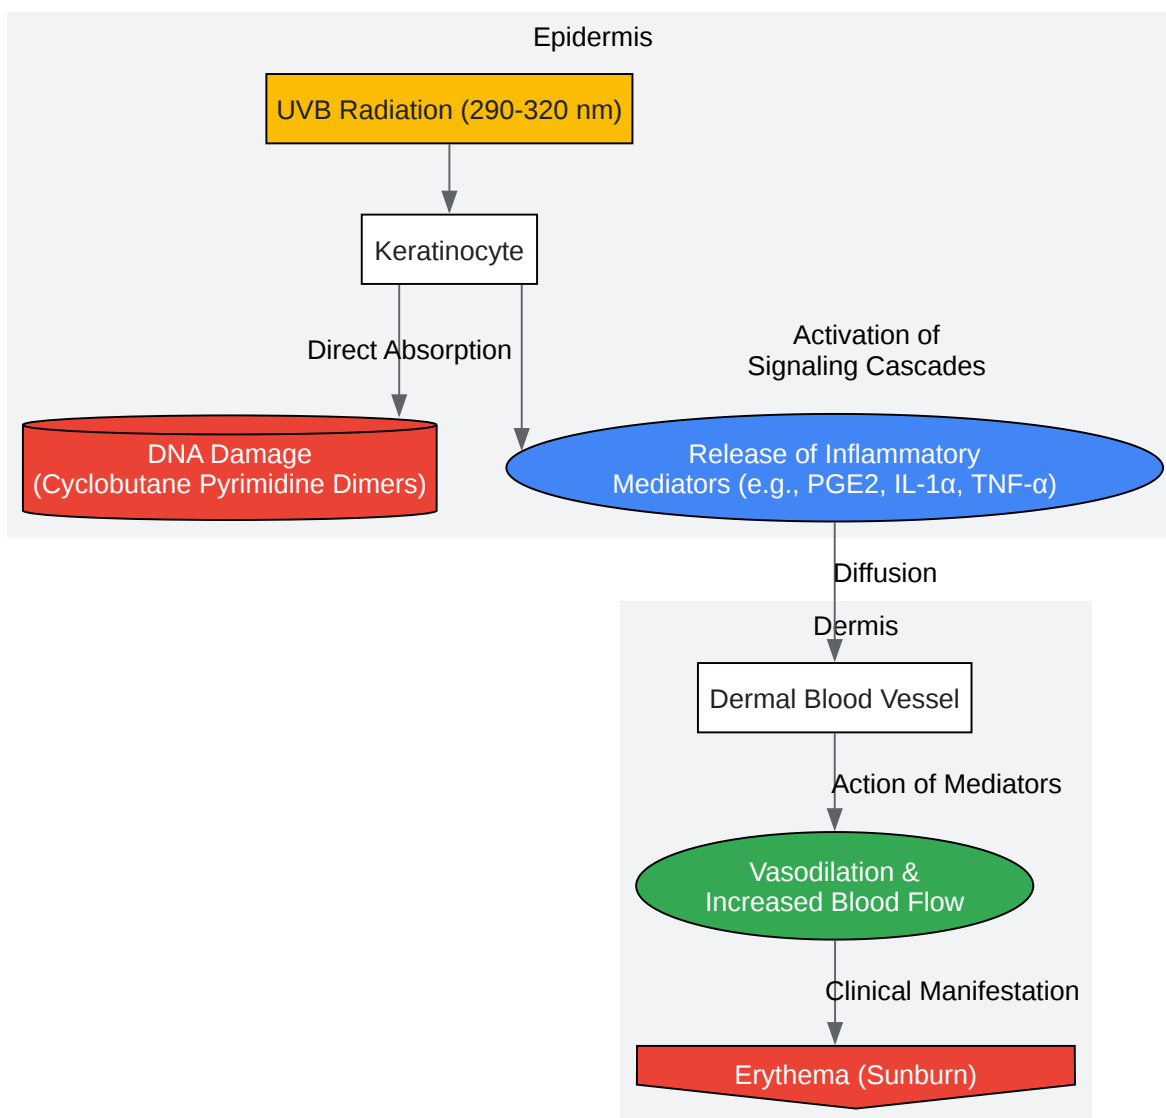 Epidermis
UVB Radiation (290-320 nm)
Keratinocyte
Direct Absorption
Activation of
Signaling Cascades
DNA Damage
(Cyclobutane Pyrimidine Dimers)
Release of Inflammatory
Mediators (e.g., PGE2, IL-1α, TNF-α)
Diffusion
Dermis
Dermal Blood Vessel
Action of Mediators
Vasodilation &
Increased Blood Flow
Clinical Manifestation
Erythema (Sunburn)